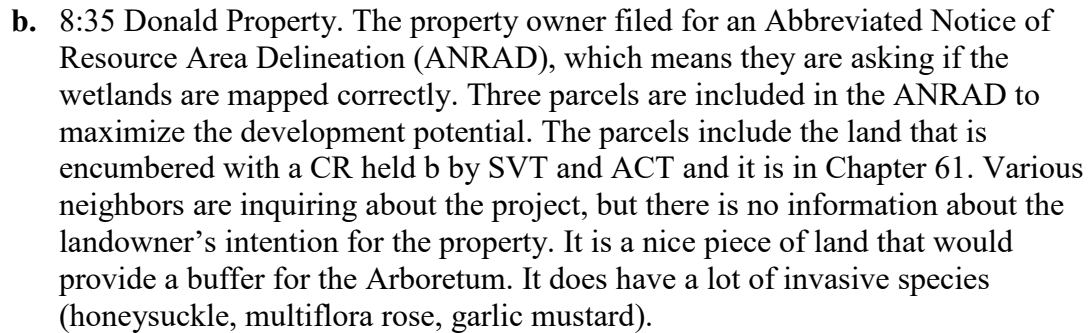 b. 8:35 Donald Property. The property owner filed for an Abbreviated Notice of
Resource Area Delineation (ANRAD), which means they are asking if the
wetlands are mapped correctly. Three parcels are included in the ANRAD to
maximize the development potential. The parcels include the land that is
encumbered with a CR held b by SVT and ACT and it is in Chapter 61. Various
neighbors are inquiring about the project, but there is no information about the
landowner’s intention for the property. It is a nice piece of land that would
provide a buffer for the Arboretum. It does have a lot of invasive species
(honeysuckle, multiflora rose, garlic mustard).